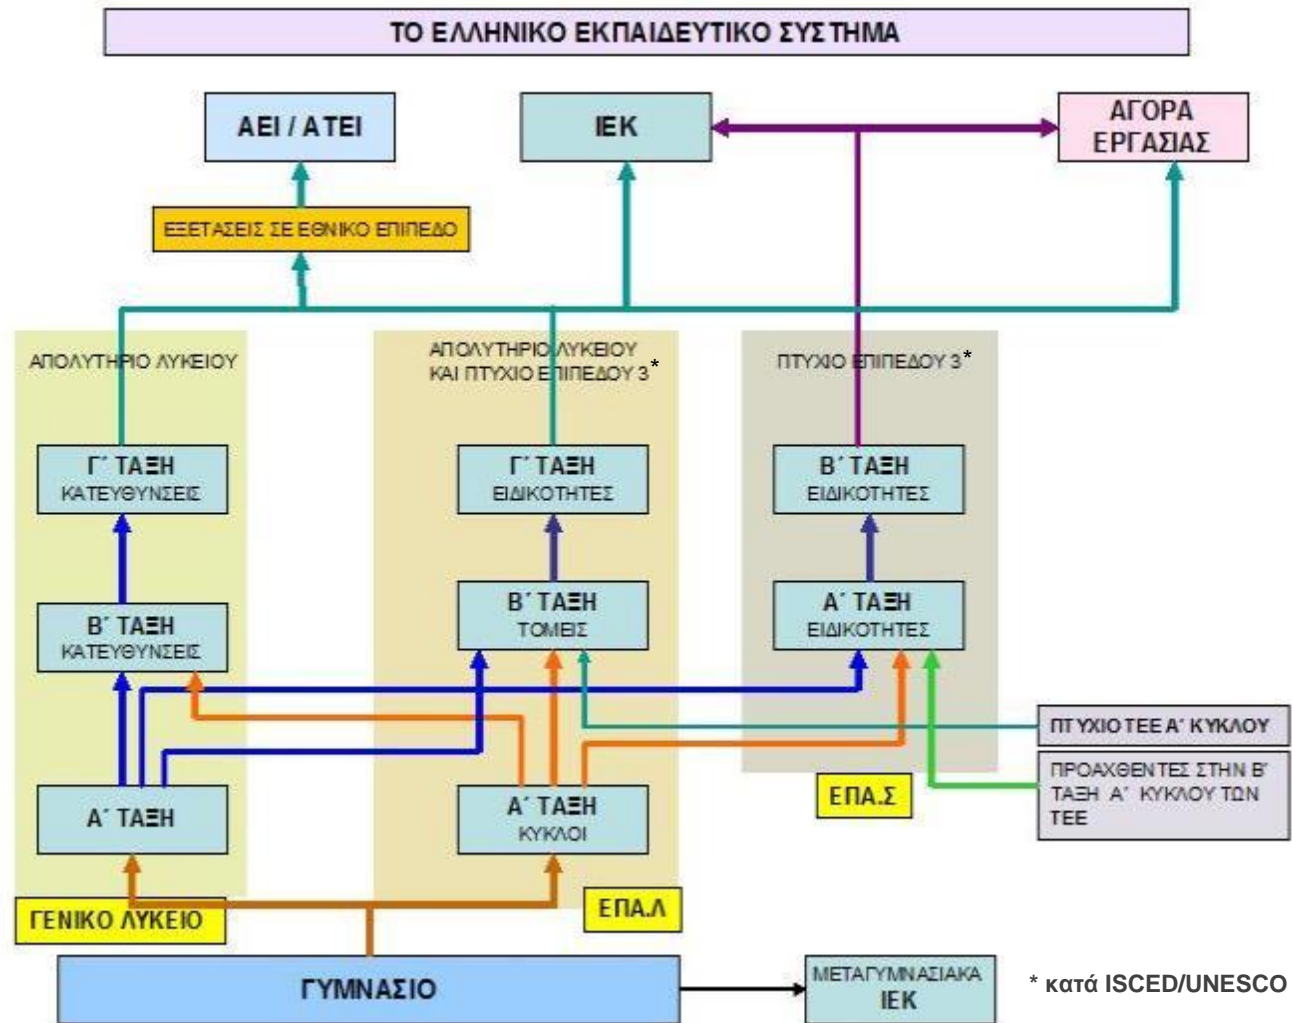 ΤΟ ΕΛΛΗΝΙΚΟ ΕΚΠΑΙΔΕΥΤΙΚΟ ΣΥΣΤΗΜΑ
ΑΕΙ / ΑΤΕΙ
ΙΕΚ
ΑΓΟΡΑ
ΕΡΓΑΣΙΑΣ
ΕΞΕΤΑΣΕΙΣ ΣΕ ΕΘΝΙΚΟ ΕΠΙΠΕΔΟ
ΑΠΟΛΥΤΗΡΙΟ ΛΥΚΕΙΟΥ
ΑΠΟΛΥΤΗΡΙΟ ΛΥΚΕΙΟΥ
ΚΑΙ ΠΤΥΧΙΟ ΕΠΙΠΕΔΟΥ 3*
ΠΤΥΧΙΟ ΕΠΙΠΕΔΟΥ 3*
Γ΄ ΤΑΞΗ
ΚΑΤΕΥΘΥΝΣΕΙΣ
Γ΄ ΤΑΞΗ
ΕΙΔΙΚΟΤΗΤΕΣ
Β΄ ΤΑΞΗ
ΕΙΔΙΚΟΤΗΤΕΣ
Β΄ ΤΑΞΗ
ΚΑΤΕΥΘΥΝΣΕΙΣ
Β΄ ΤΑΞΗ
ΤΟΜΕΙΣ
Α΄ ΤΑΞΗ
ΕΙΔΙΚΟΤΗΤΕΣ
ΠΤΥΧΙΟ ΤΕΕ Α΄ ΚΥΚΛΟΥ
ΠΡΟΑΧΘΕΝΤΕΣ ΣΤΗΝ Β΄
ΤΑΞΗ Α΄ ΚΥΚΛΟΥ ΤΩΝ
ΤΕΕ
Α΄ ΤΑΞΗ
Α΄ ΤΑΞΗ
ΚΥΚΛΟΙ
ΕΠΑ.Σ
ΓΕΝΙΚΟ ΛΥΚΕΙΟ
ΕΠΑ.Λ
ΓΥΜΝΑΣΙΟ
ΜΕΤΑΓΥΜΝΑΣΙΑΚΑ
ΙΕΚ
* κατά ISCED/UNESCO